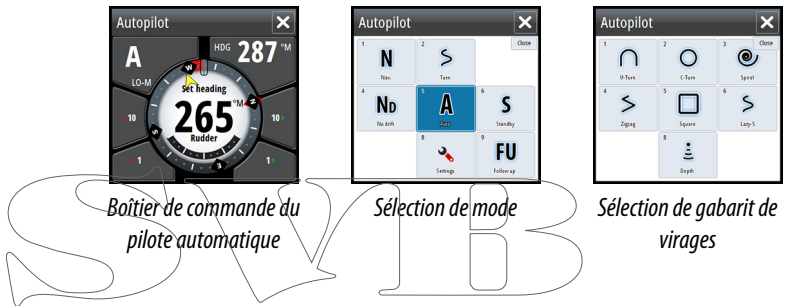 Autopilot X
A HDG 287 °M
LO-M
W
N
Set heading
265 °M
Rudder
< 10 10 >
S E
< 1 1 >
Autopilot X
Close
1 2
N S
Nav. Turn
4 5 6
ND A S
No drift Auto Standby
8 9
FU
Settings Follow up
Autopilot X
Close
1 2 3
U-Turn C-Turn Spiral
4 5 6
Zigzag Square Lazy-S
8
Depth
Boîtier de commande du
pilote automatique
Sélection de mode
Sélection de gabarit de
virages
SVB